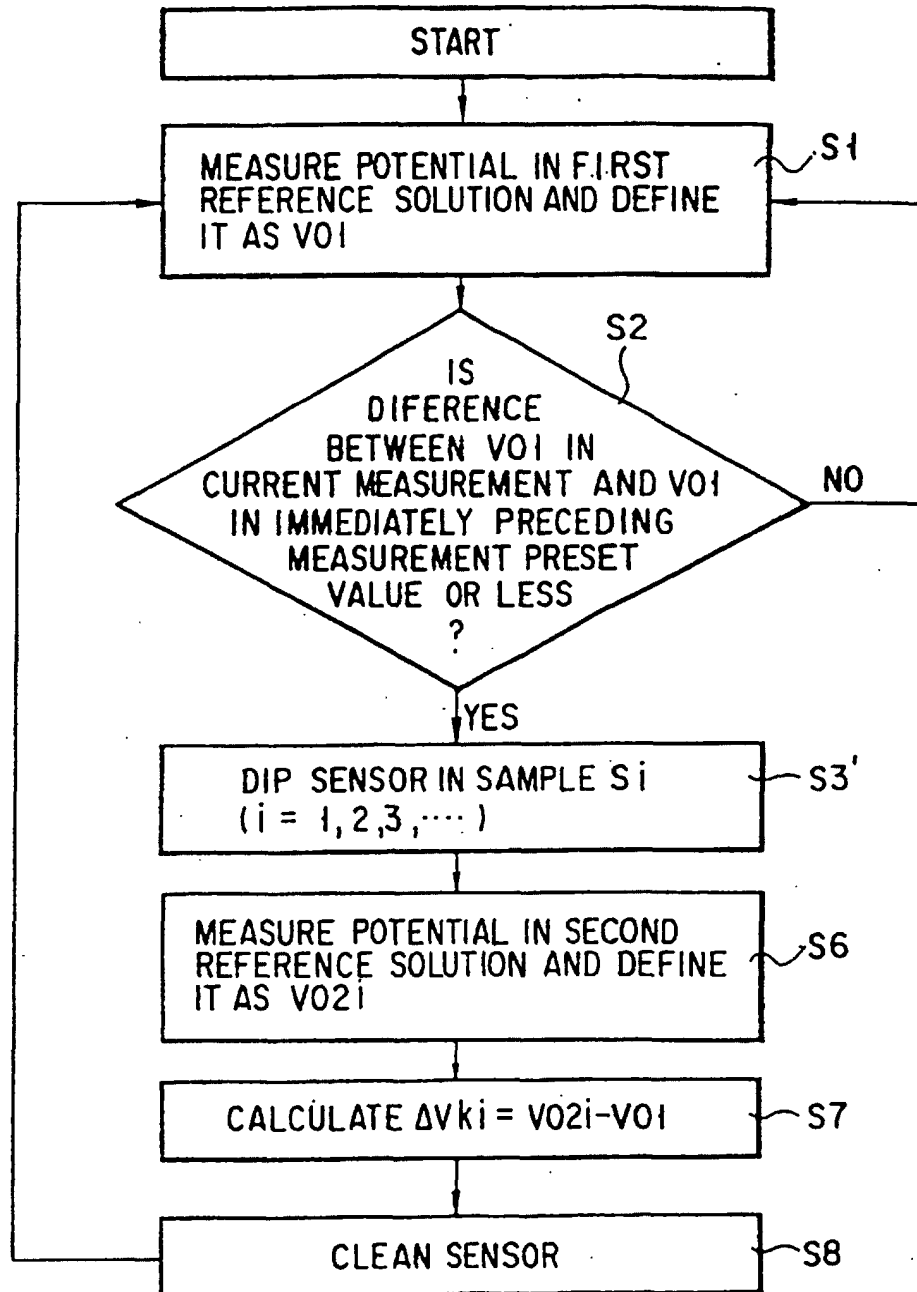 START
MEASURE POTENTIAL IN FIRST
REFERENCE SOLUTION AND DEFINE
IT AS V01
S1
S2
IS
DIFERENCE
BETWEEN V01 IN
CURRENT MEASUREMENT AND V01
IN IMMEDIATELY PRECEDING
MEASUREMENT PRESET
VALUE OR LESS
?
NO
YES
DIP SENSOR IN SAMPLE Si
(i = 1, 2, 3, ····)
S3'
MEASURE POTENTIAL IN SECOND
REFERENCE SOLUTION AND DEFINE
IT AS V02i
S6
CALCULATE ΔVki = V02i-V01
S7
CLEAN SENSOR
S8